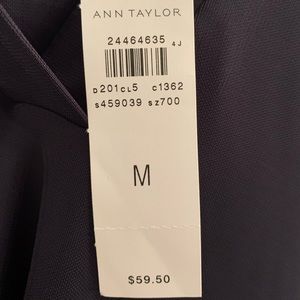 ANN TAYLOR
24464635 4J
D201CL5 C1362
S459039 SZ700
M
$59.50